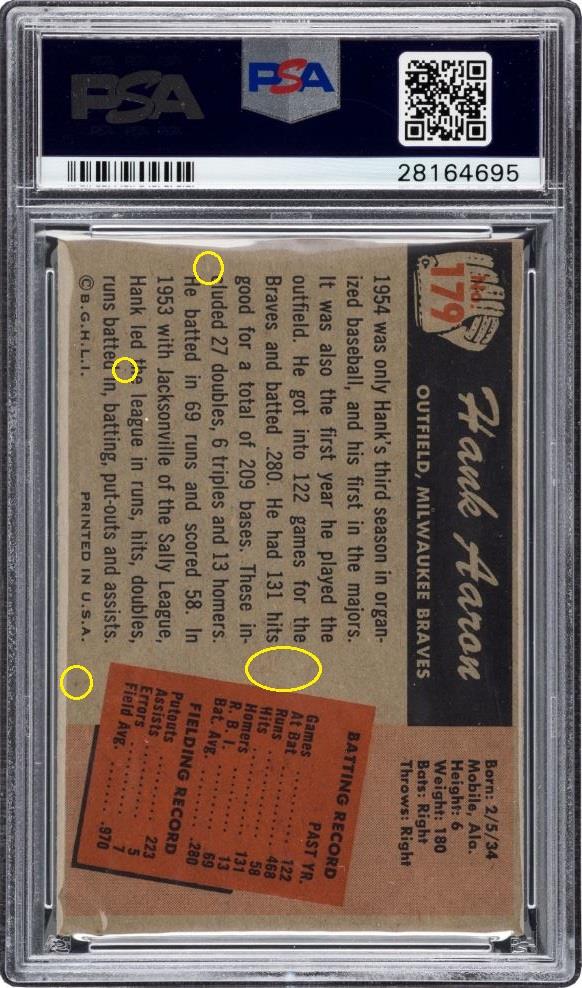 PSA
PSA
28164695
No. 179
Hank Aaron
OUTFIELD, MILWAUKEE BRAVES
Born: 2/5/34
Mobile, Ala.
Height: 6
Weight: 180
Bats: Right
Throws: Right
1954 was only Hank's third season in organ-
ized baseball, and his first in the majors.
It was also the first year he played the
outfield. He got into 122 games for the
Braves and batted .280. He had 131 hits
good for a total of 209 bases. These in-
cluded 27 doubles, 6 triples and 13 homers.
He batted in 69 runs and scored 58. In
1953 with Jacksonville of the Sally League,
Hank led the league in runs, hits, doubles,
runs batted in, batting, put-outs and assists.
©B.G.H.L.I. PRINTED IN U.S.A.
BATTING RECORD
PAST YR.
Games 122
At Bat 468
Runs 58
Hits 131
Homers 13
R. B. I. 69
Bat. Avg. .280
FIELDING RECORD
Putouts 223
Assists 5
Errors 7
Field Avg. .970